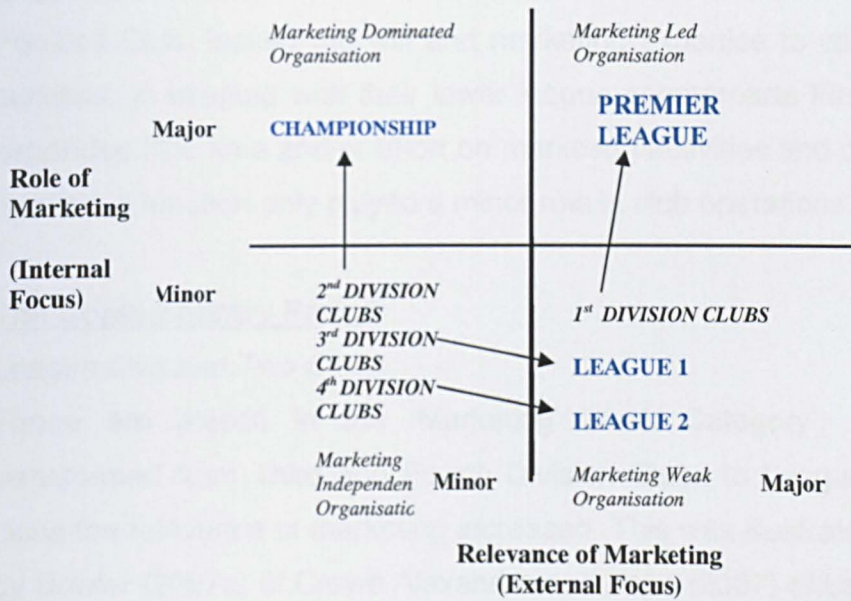 Marketing Dominated
Organisation
Marketing Led
Organisation
Major
CHAMPIONSHIP
PREMIER
LEAGUE
Role of
Marketing
(Internal
Focus)
Minor
2nd DIVISION
CLUBS
3rd DIVISION
CLUBS
4th DIVISION
CLUBS
1st DIVISION CLUBS
LEAGUE 1
LEAGUE 2
Marketing
Independen
Organisatic
Minor
Marketing Weak
Organisation
Major
Relevance of Marketing
(External Focus)